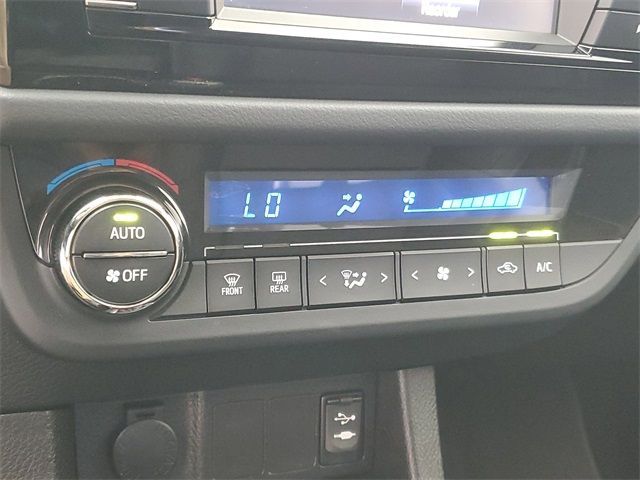 LO
AUTO
OFF
FRONT
REAR
< >
< >
A/C